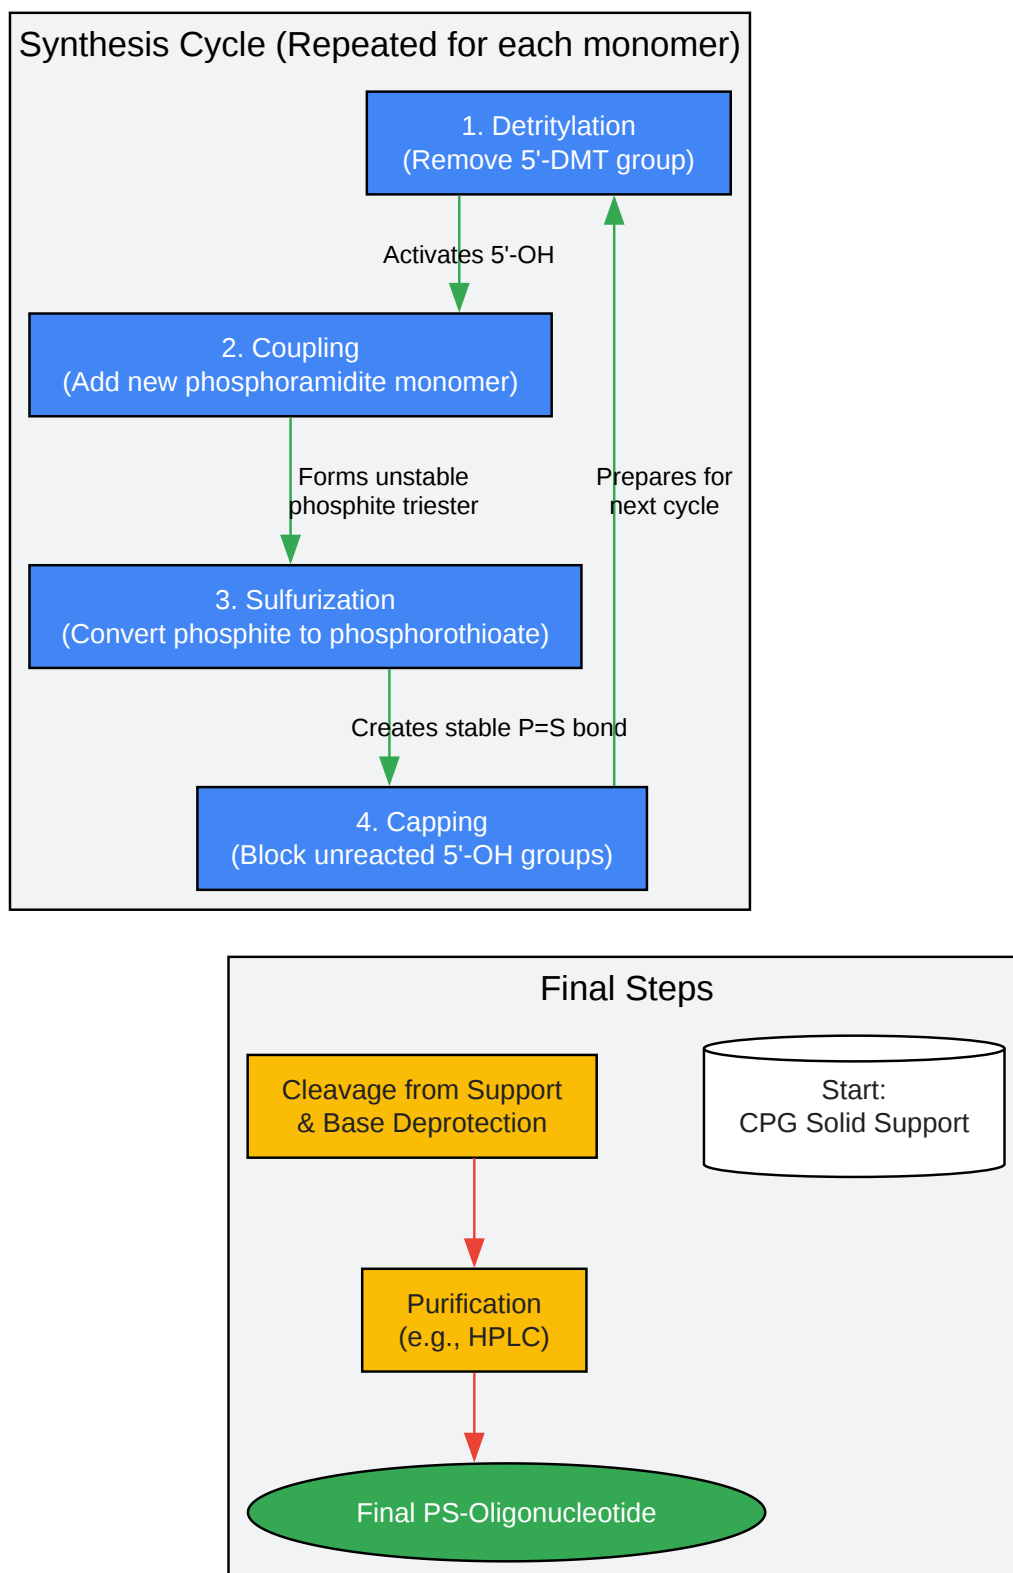 Synthesis Cycle (Repeated for each monomer)
1. Detritylation
(Remove 5'-DMT group)
Activates 5'-OH
2. Coupling
(Add new phosphoramidite monomer)
Forms unstable
phosphite triester
Prepares for
next cycle
3. Sulfurization
(Convert phosphite to phosphorothioate)
Creates stable P=S bond
4. Capping
(Block unreacted 5'-OH groups)
Final Steps
Cleavage from Support
& Base Deprotection
Start:
CPG Solid Support
Purification
(e.g., HPLC)
Final PS-Oligonucleotide